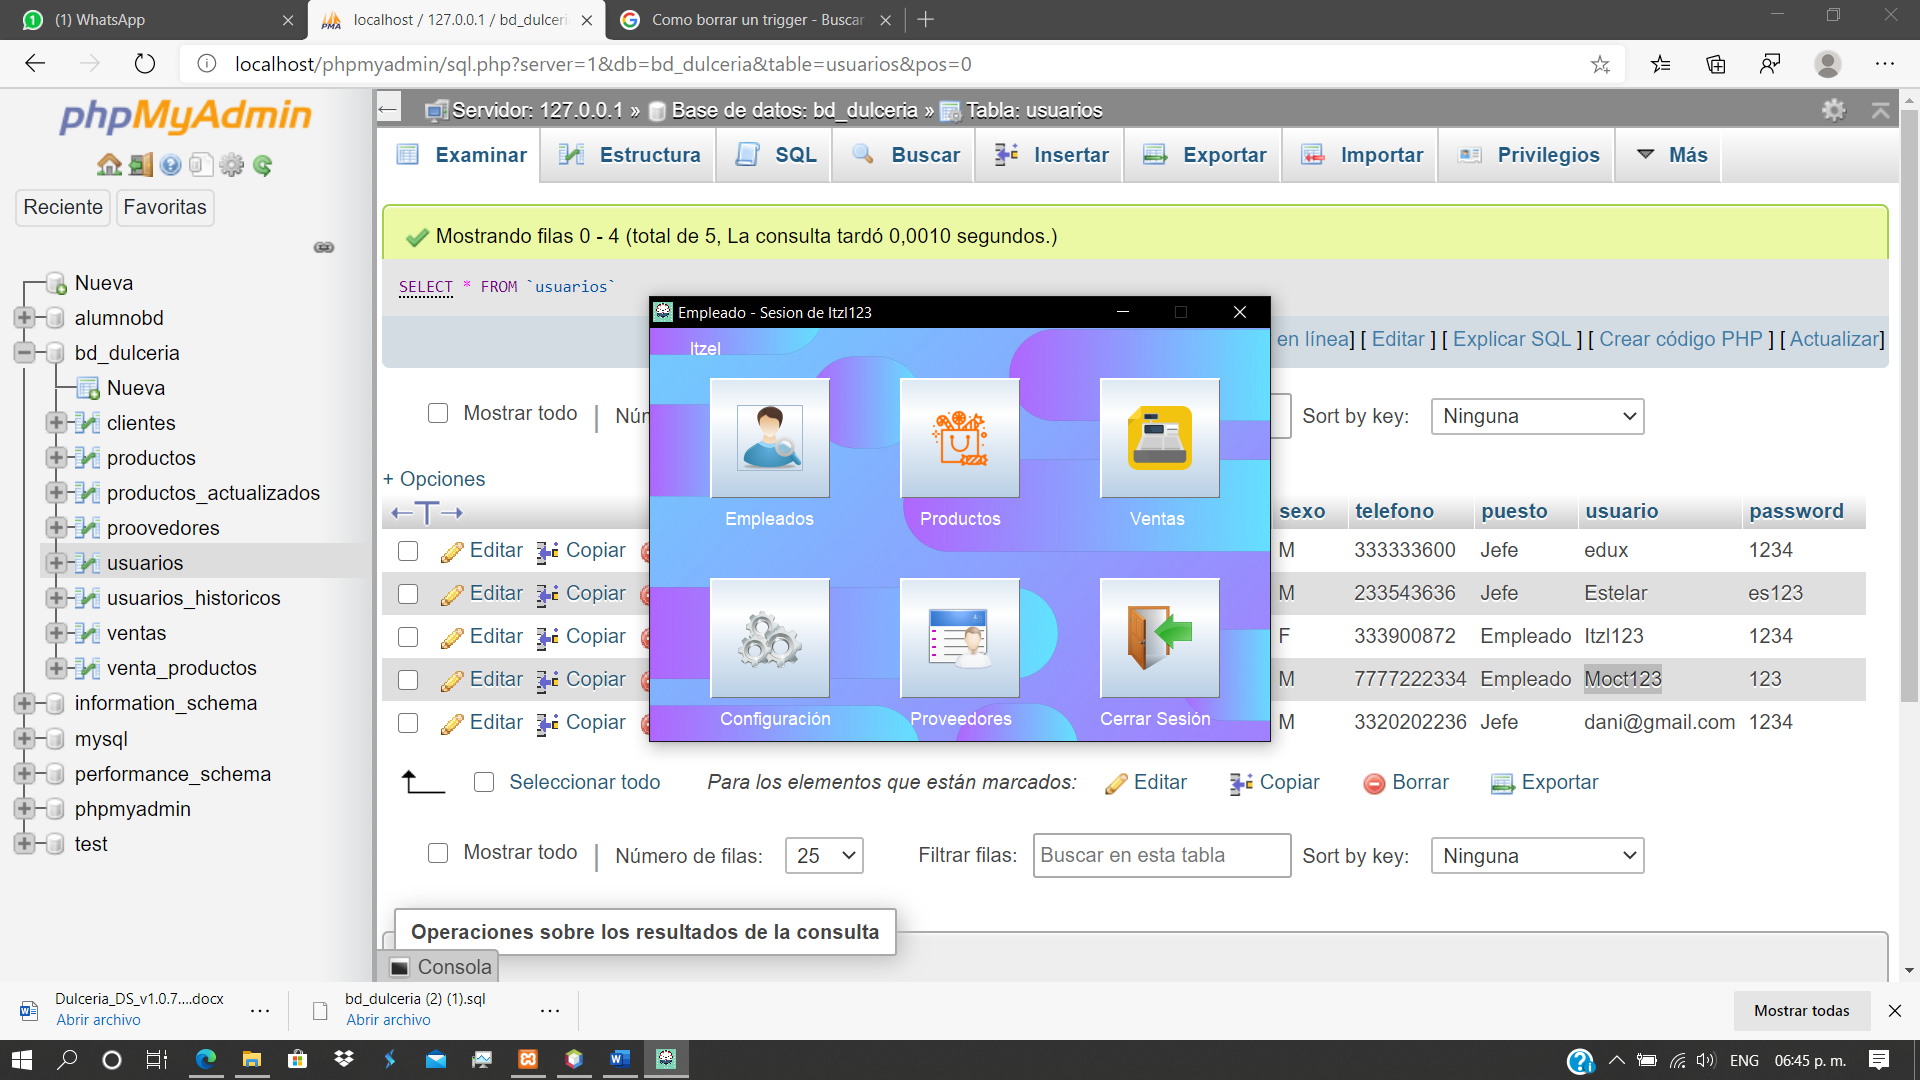 (1) WhatsApp
localhost / 127.0.0.1 / bd_dulceri
Como borrar un trigger - Buscar
localhost/phpmyadmin/sql.php?server=1&db=bd_dulceria&table=usuarios&pos=0
phpMyAdmin
Reciente Favoritas
Nueva
alumnobd
bd_dulceria
Nueva
clientes
productos
productos_actualizados
proovedores
usuarios
usuarios_historicos
ventas
venta_productos
information_schema
mysql
performance_schema
phpmyadmin
test
Servidor: 127.0.0.1 » Base de datos: bd_dulceria » Tabla: usuarios
Examinar Estructura SQL Buscar Insertar Exportar Importar Privilegios Más
Mostrando filas 0 - 4 (total de 5, La consulta tardó 0,0010 segundos.)
SELECT * FROM `usuarios`
en línea] [ Editar ] [ Explicar SQL ] [ Crear código PHP ] [ Actualizar]
Mostrar todo | Núm Sort by key: Ninguna
+ Opciones
sexo telefono puesto usuario password
Editar Copiar M 333333600 Jefe edux 1234
Editar Copiar M 233543636 Jefe Estelar es123
Editar Copiar F 333900872 Empleado Itzl123 1234
Editar Copiar M 7777222334 Empleado Moct123 123
Editar Copiar M 3320202236 Jefe dani@gmail.com 1234
Seleccionar todo Para los elementos que están marcados: Editar Copiar Borrar Exportar
Mostrar todo | Número de filas: 25 Filtrar filas: Buscar en esta tabla Sort by key: Ninguna
Operaciones sobre los resultados de la consulta
Consola
Empleado - Sesion de Itzl123
Itzel
Empleados Productos Ventas
Configuración Proveedores Cerrar Sesión
Dulceria_DS_v1.0.7....docx
Abrir archivo
bd_dulceria (2) (1).sql
Abrir archivo
Mostrar todas
ENG 06:45 p. m.